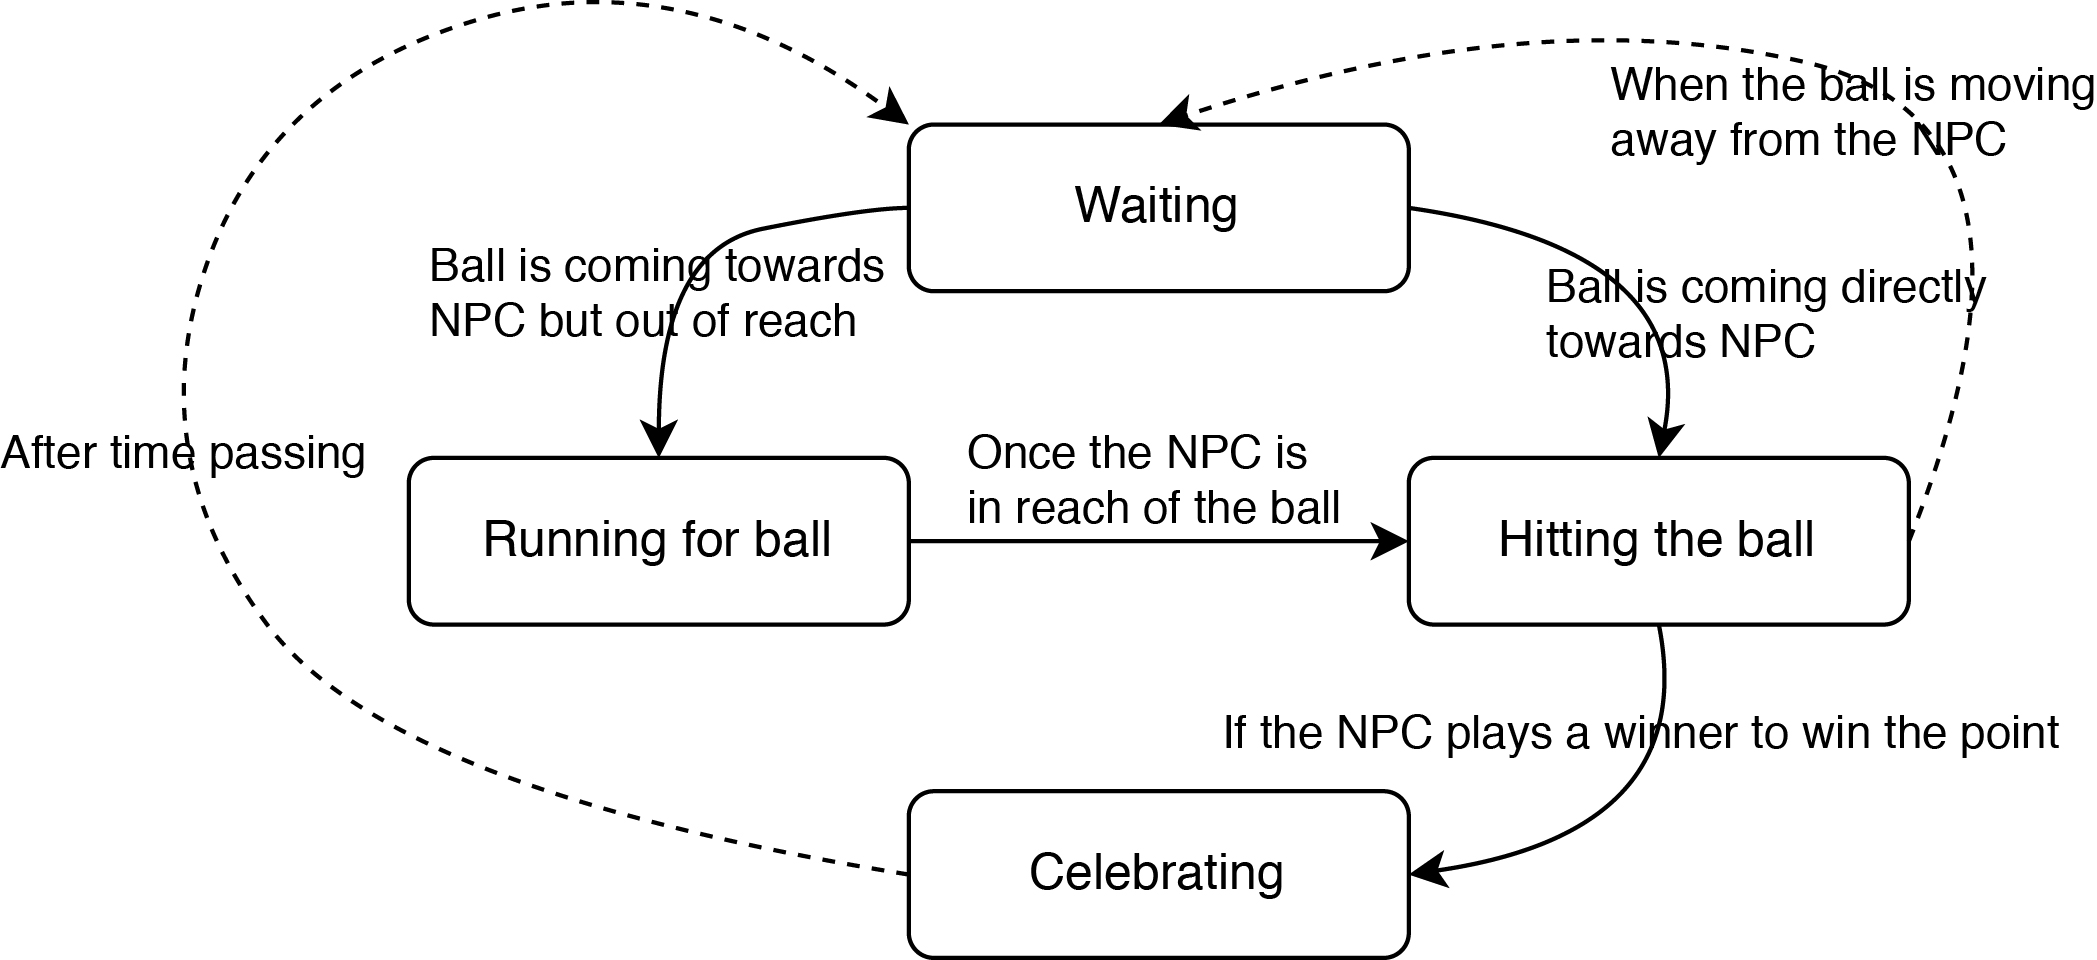 When the ball is moving
away from the NPC
Waiting
Ball is coming towards
NPC but out of reach
Ball is coming directly
towards NPC
After time passing
Once the NPC is
in reach of the ball
Running for ball
Hitting the ball
If the NPC plays a winner to win the point
Celebrating